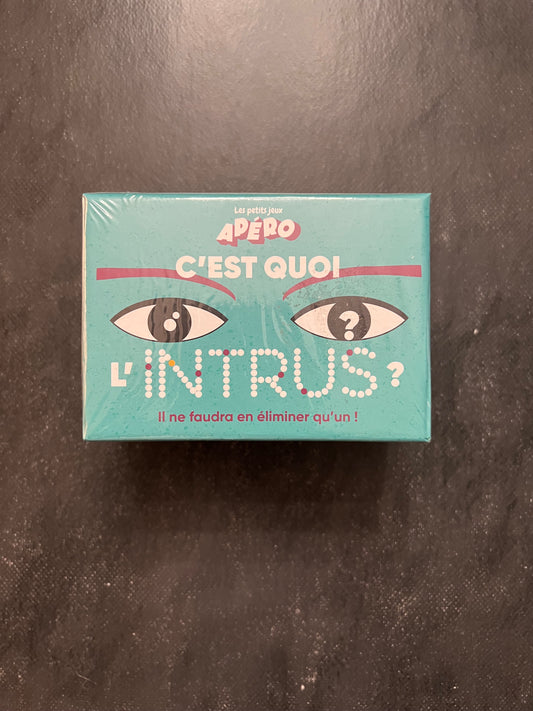 Les petits jeux
APÉRO
C'EST QUOI
?
L'INTRUS ?
Il ne faudra en éliminer qu'un !